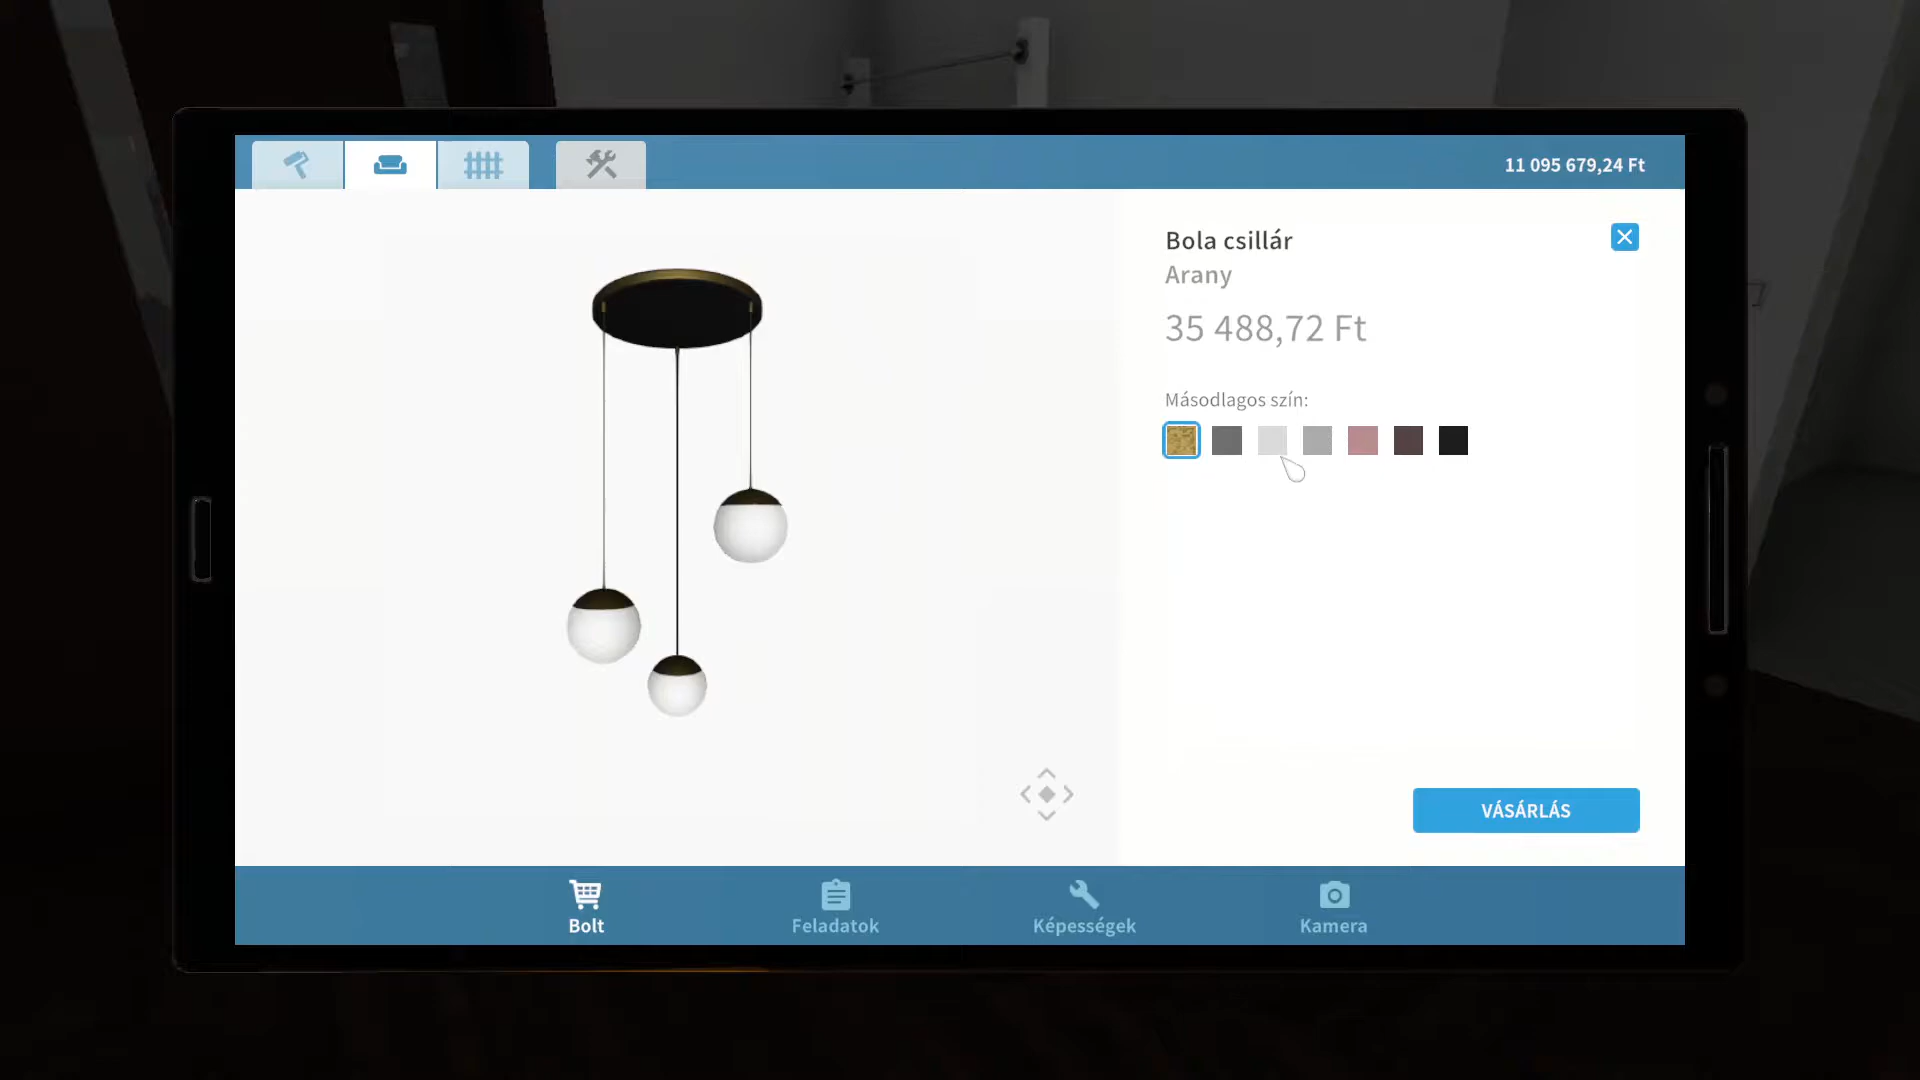 11 095 679,24 Ft
Bola csillár
Arany
35 488,72 Ft
Másodlagos szín:
VÁSÁRLÁS
Bolt
Feladatok
Képességek
Kamera